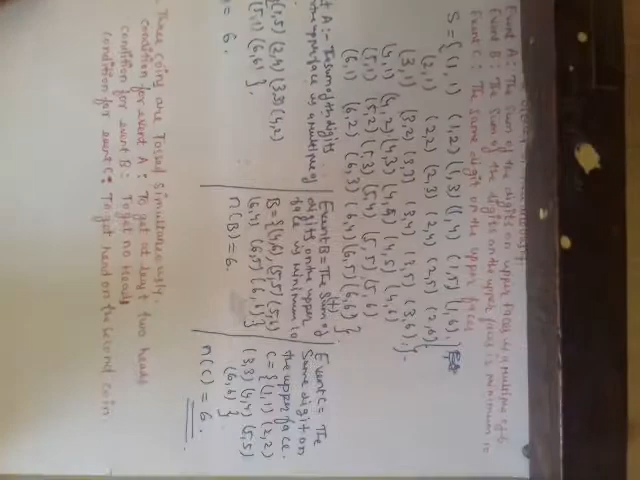 Event A: The sum of the digits on upper faces is a multiple of 6
Event B: The sum of the digits on the upper faces is minimum 10
Event C: The same digit on the upper faces
S = {(1,1) (1,2) (1,3) (1,4) (1,5) (1,6)
(2,1) (2,2) (2,3) (2,4) (2,5) (2,6)
(3,1) (3,2) (3,3) (3,4) (3,5) (3,6)
(4,1) (4,2) (4,3) (4,4) (4,5) (4,6)
(5,1) (5,2) (5,3) (5,4) (5,5) (5,6)
(6,1) (6,2) (6,3) (6,4) (6,5) (6,6) }
t A :- The sum of the digits
the upper face is a multiple of
{(1,5) (2,4) (3,3) (4,2)
(5,1) (6,6) }.
) = 6.
Event B = The sum of
digits on the upper
face is minimum 10
B = {(4,6) (5,5) (5,6)
(6,4) (6,5) (6,6) }
n(B) = 6.
Event C = The
Same digit on
the upper face.
C = {(1,1) (2,2)
(3,3) (4,4) (5,5)
(6,6) }
n(C) = 6.
Three coins are tossed simultaneously.
condition for event A : To get at least two heads
condition for event B : To get no heads
condition for event C : To get head on the second coin.